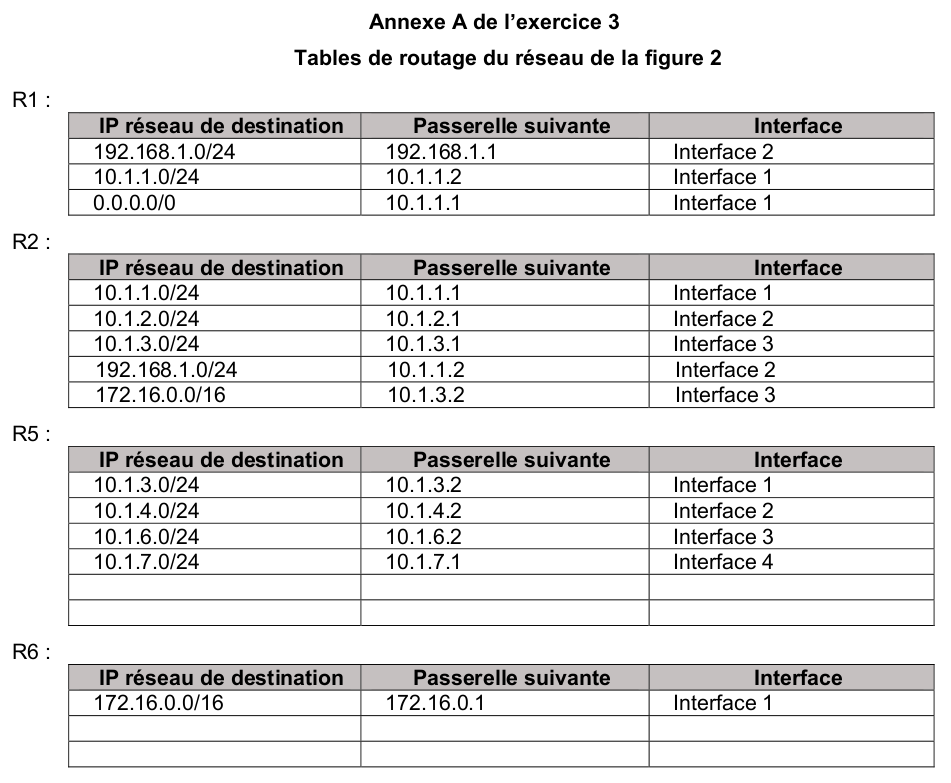 Annexe A de l’exercice 3
Tables de routage du réseau de la figure 2
R1 :
IP réseau de destination Passerelle suivante Interface
192.168.1.0/24 192.168.1.1 Interface 2
10.1.1.0/24 10.1.1.2 Interface 1
0.0.0.0/0 10.1.1.1 Interface 1
R2 :
IP réseau de destination Passerelle suivante Interface
10.1.1.0/24 10.1.1.1 Interface 1
10.1.2.0/24 10.1.2.1 Interface 2
10.1.3.0/24 10.1.3.1 Interface 3
192.168.1.0/24 10.1.1.2 Interface 2
172.16.0.0/16 10.1.3.2 Interface 3
R5 :
IP réseau de destination Passerelle suivante Interface
10.1.3.0/24 10.1.3.2 Interface 1
10.1.4.0/24 10.1.4.2 Interface 2
10.1.6.0/24 10.1.6.2 Interface 3
10.1.7.0/24 10.1.7.1 Interface 4
R6 :
IP réseau de destination Passerelle suivante Interface
172.16.0.0/16 172.16.0.1 Interface 1